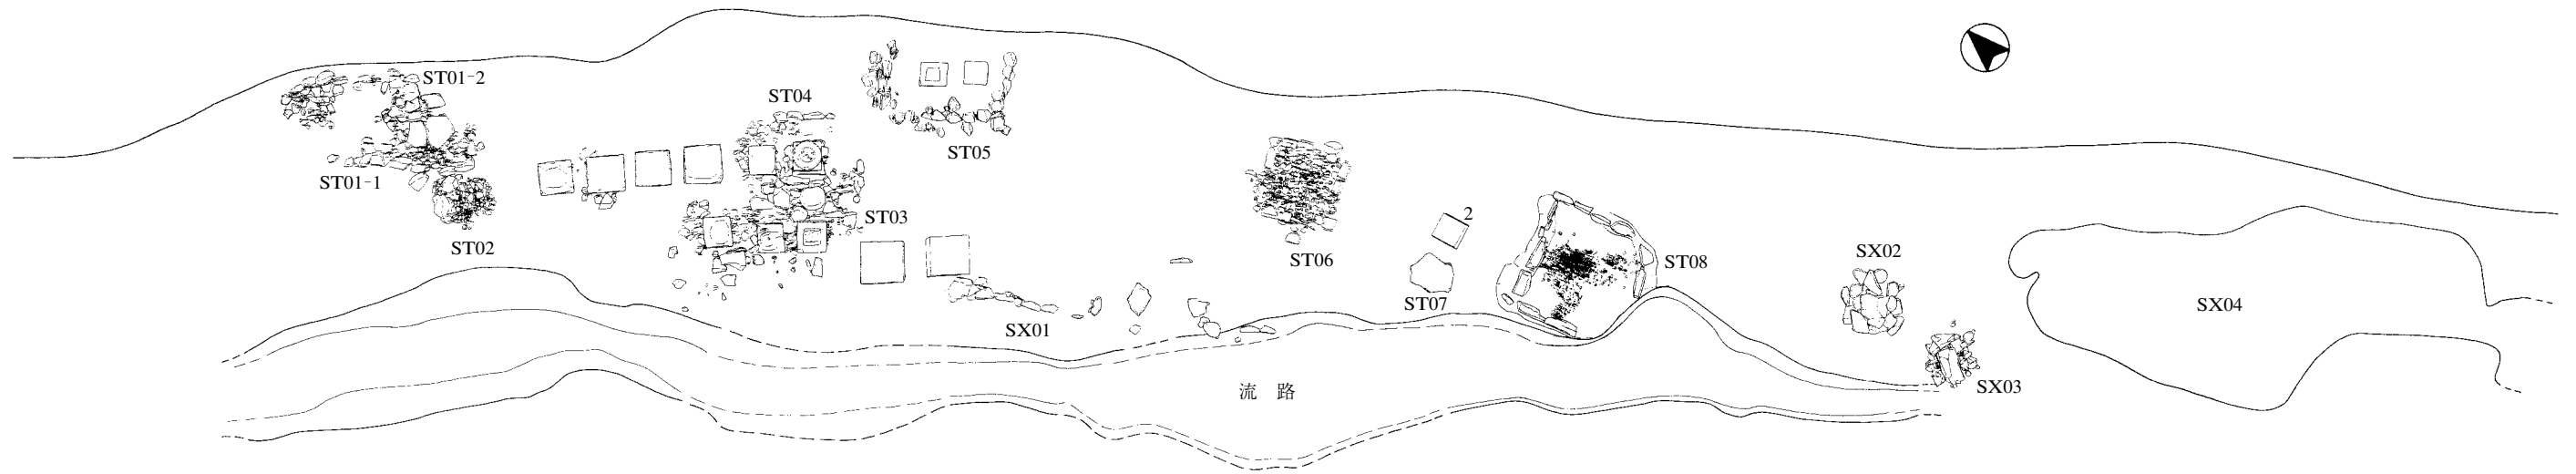 ST01-2
ST04
ST05
ST01-1
ST03
2
ST02
ST06
ST08
SX02
ST07
SX04
SX01
流 路
SX03